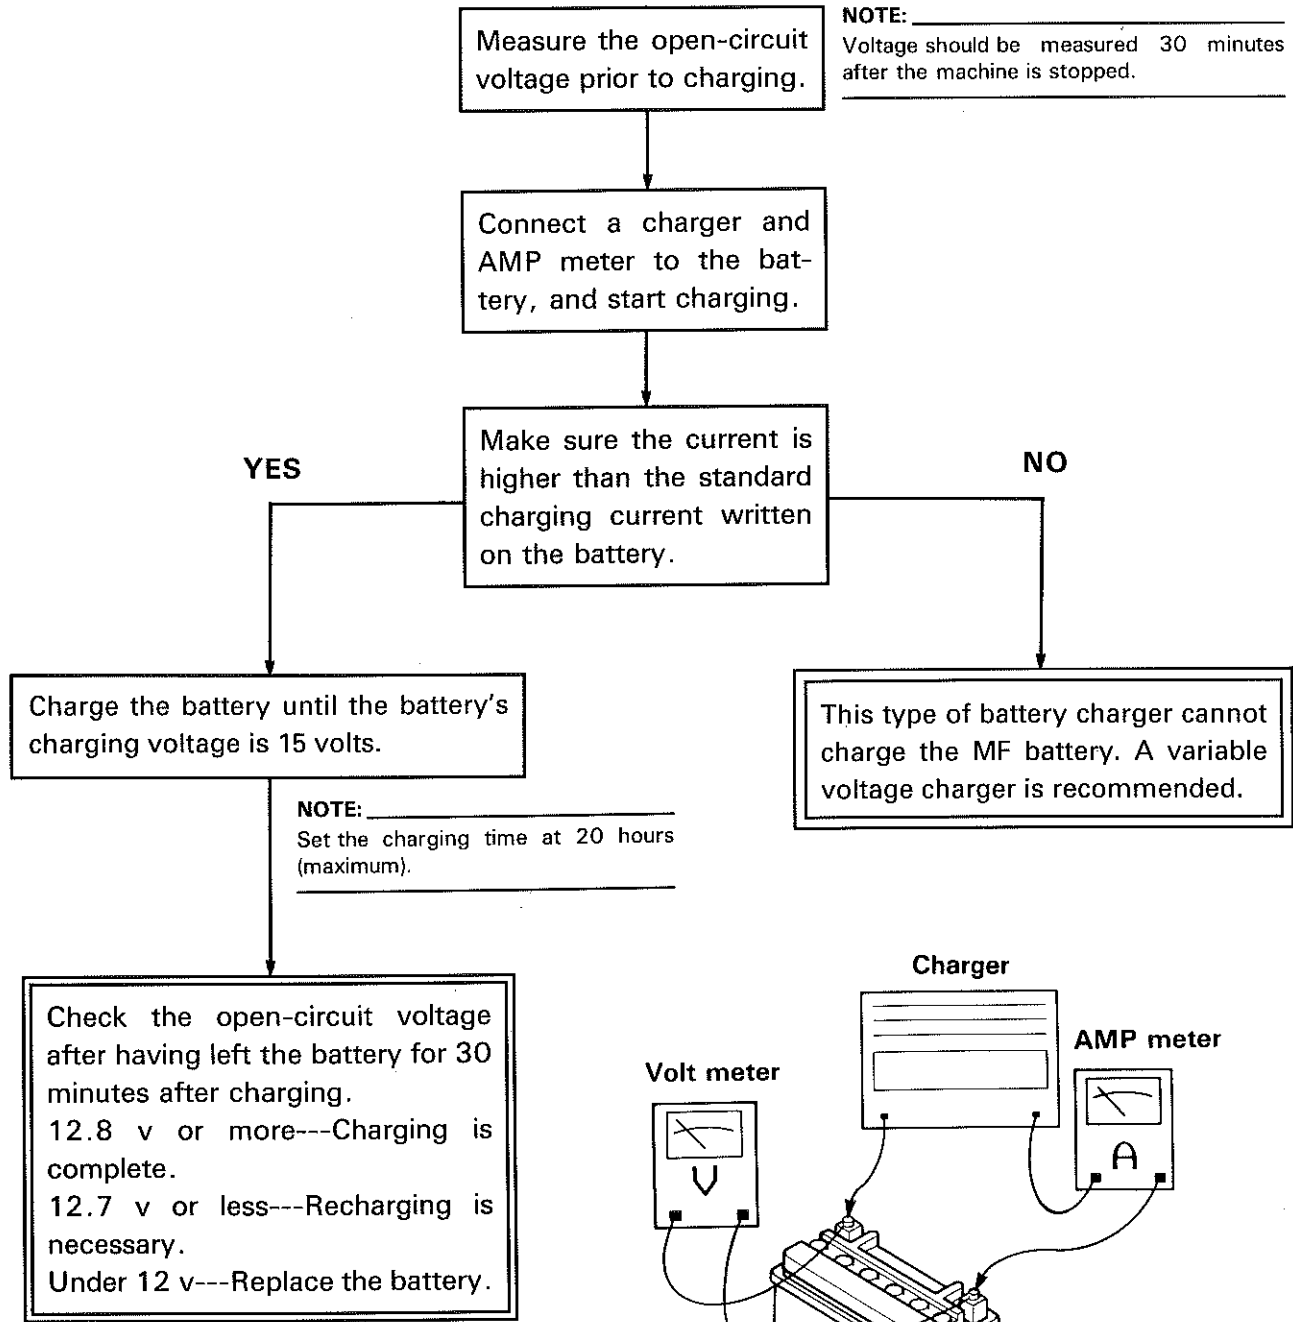 Measure the open-circuit
voltage prior to charging.
NOTE:
Voltage should be measured 30 minutes
after the machine is stopped.
Connect a charger and
AMP meter to the bat-
tery, and start charging.
Make sure the current is
higher than the standard
charging current written
on the battery.
YES
NO
Charge the battery until the battery's
charging voltage is 15 volts.
This type of battery charger cannot
charge the MF battery. A variable
voltage charger is recommended.
NOTE:
Set the charging time at 20 hours
(maximum).
Check the open-circuit voltage
after having left the battery for 30
minutes after charging.
12.8 v or more---Charging is
complete.
12.7 v or less---Recharging is
necessary.
Under 12 v---Replace the battery.
Charger
AMP meter
Volt meter
A
V